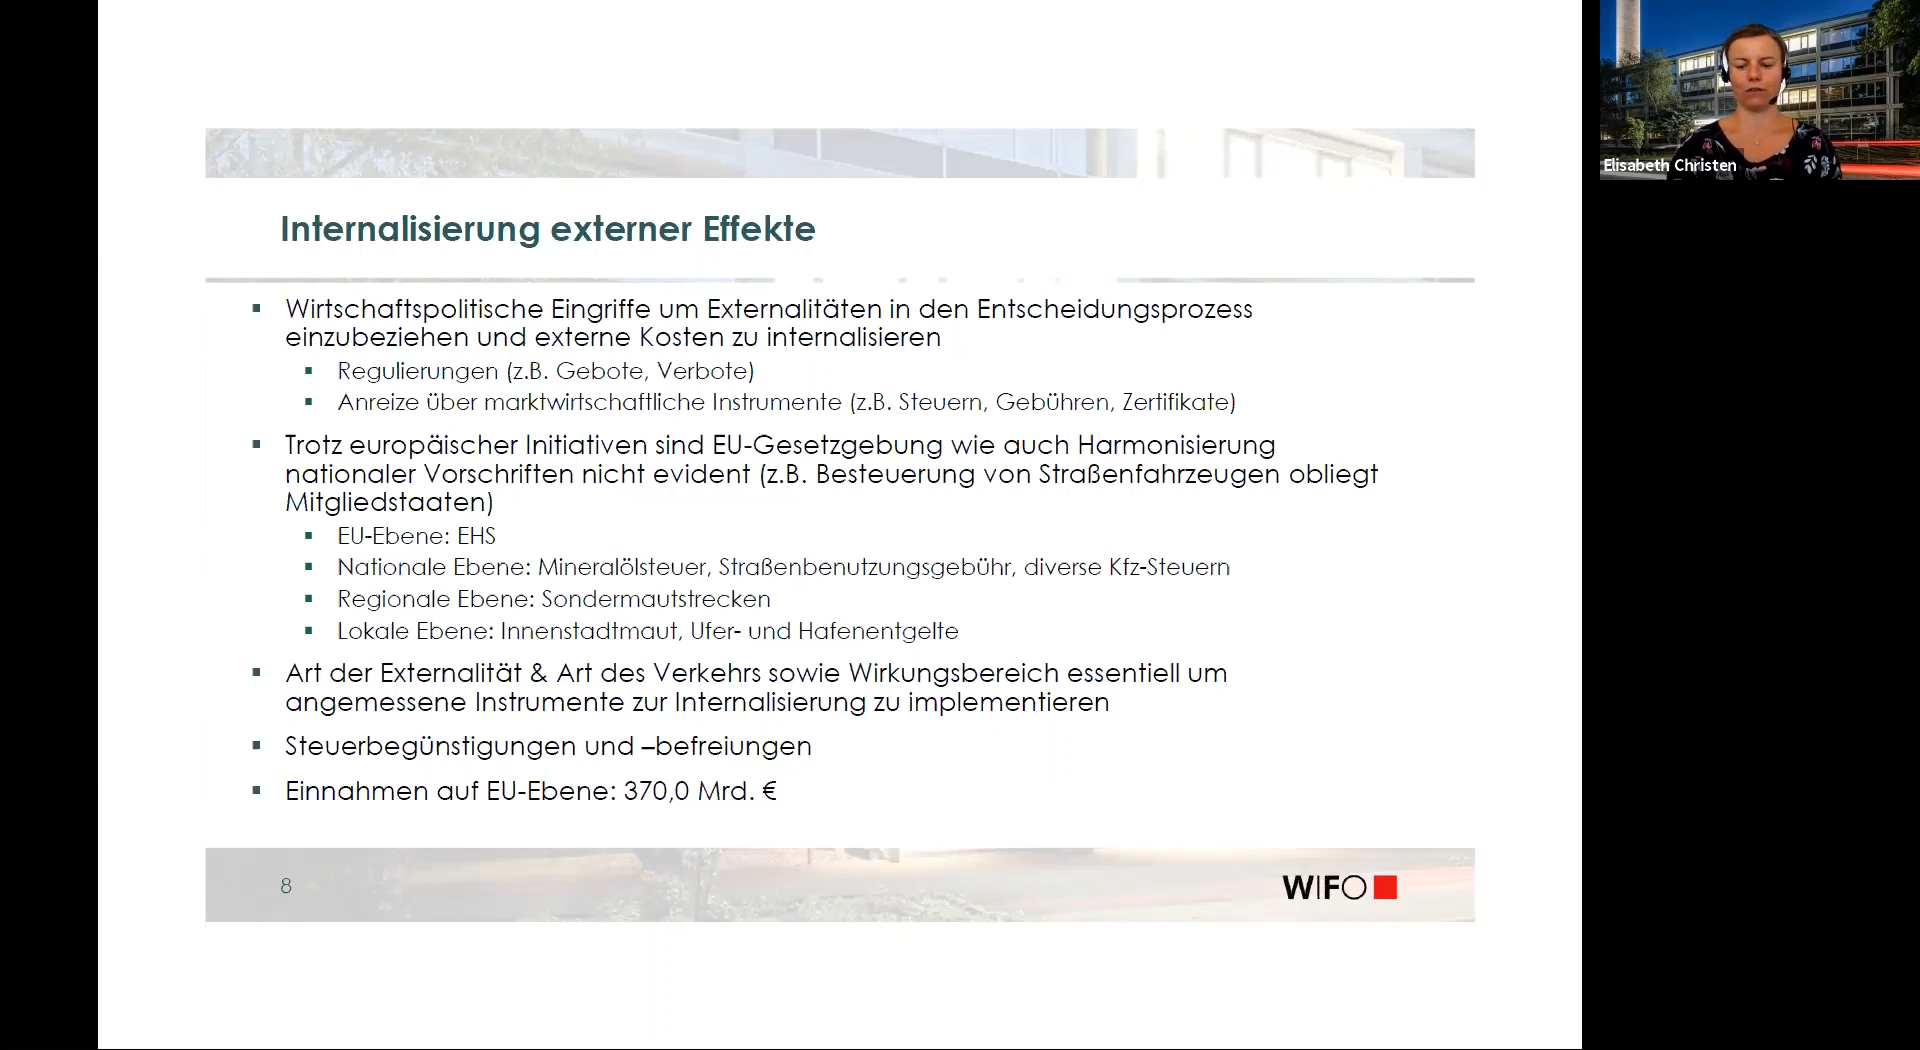 Internalisierung externer Effekte
▪ Wirtschaftspolitische Eingriffe um Externalitäten in den Entscheidungsprozess
einzubeziehen und externe Kosten zu internalisieren
▪ Regulierungen (z.B. Gebote, Verbote)
▪ Anreize über marktwirtschaftliche Instrumente (z.B. Steuern, Gebühren, Zertifikate)
▪ Trotz europäischer Initiativen sind EU-Gesetzgebung wie auch Harmonisierung
nationaler Vorschriften nicht evident (z.B. Besteuerung von Straßenfahrzeugen obliegt
Mitgliedstaaten)
▪ EU-Ebene: EHS
▪ Nationale Ebene: Mineralölsteuer, Straßenbenutzungsgebühr, diverse Kfz-Steuern
▪ Regionale Ebene: Sondermautstrecken
▪ Lokale Ebene: Innenstadtmaut, Ufer- und Hafenentgelte
▪ Art der Externalität & Art des Verkehrs sowie Wirkungsbereich essentiell um
angemessene Instrumente zur Internalisierung zu implementieren
▪ Steuerbegünstigungen und –befreiungen
▪ Einnahmen auf EU-Ebene: 370,0 Mrd. €
8
WIFO
Elisabeth Christen